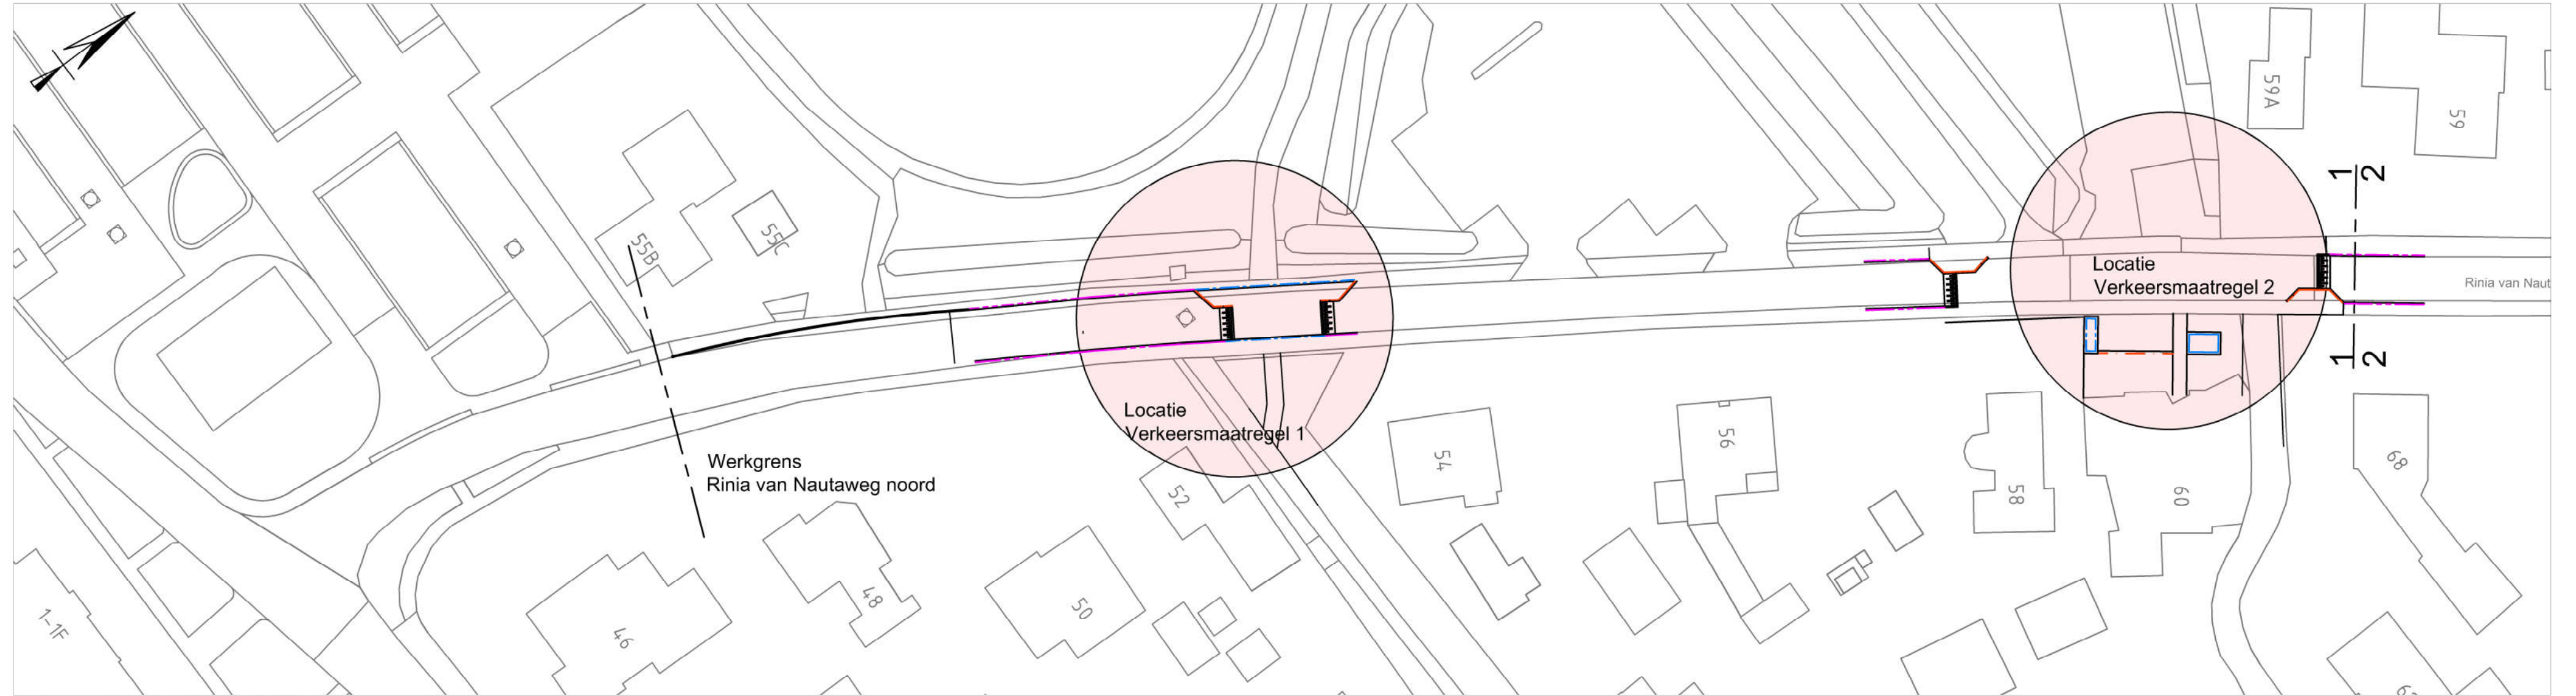 59A
59
55B
55C
1
2
Locatie
Verkeersmaatregel 2
Rinia van Naut
1
2
Locatie
Verkeersmaatregel 1
Werkgrens
Rinia van Nautaweg noord
54
56
52
58
60
68
1-1F
46
48
50